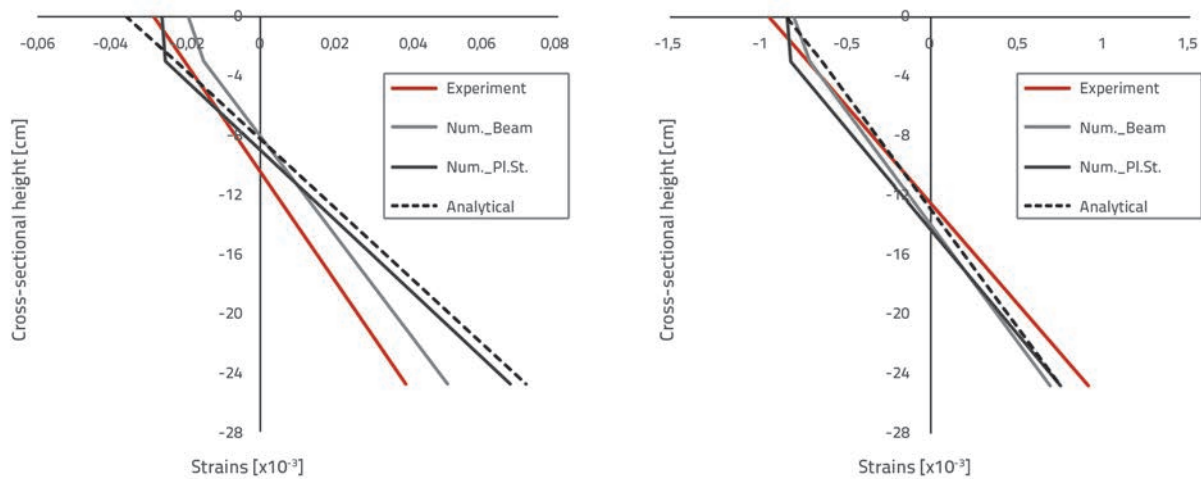 -0,06 -0,04 -0,02 0 0,02 0,04 0,06 0,08
0
-4
-8
-12
-16
-20
-24
-28
Cross-sectional height [cm]
Experiment
Num._Beam
Num._Pl.St.
Analytical
Strains [x10⁻³]
-1,5 -1 -0,5 0 0,5 1 1,5
0
-4
-8
-12
-16
-20
-24
-28
Cross-sectional height [cm]
Experiment
Num._Beam
Num._Pl.St.
Analytical
Strains [x10⁻³]